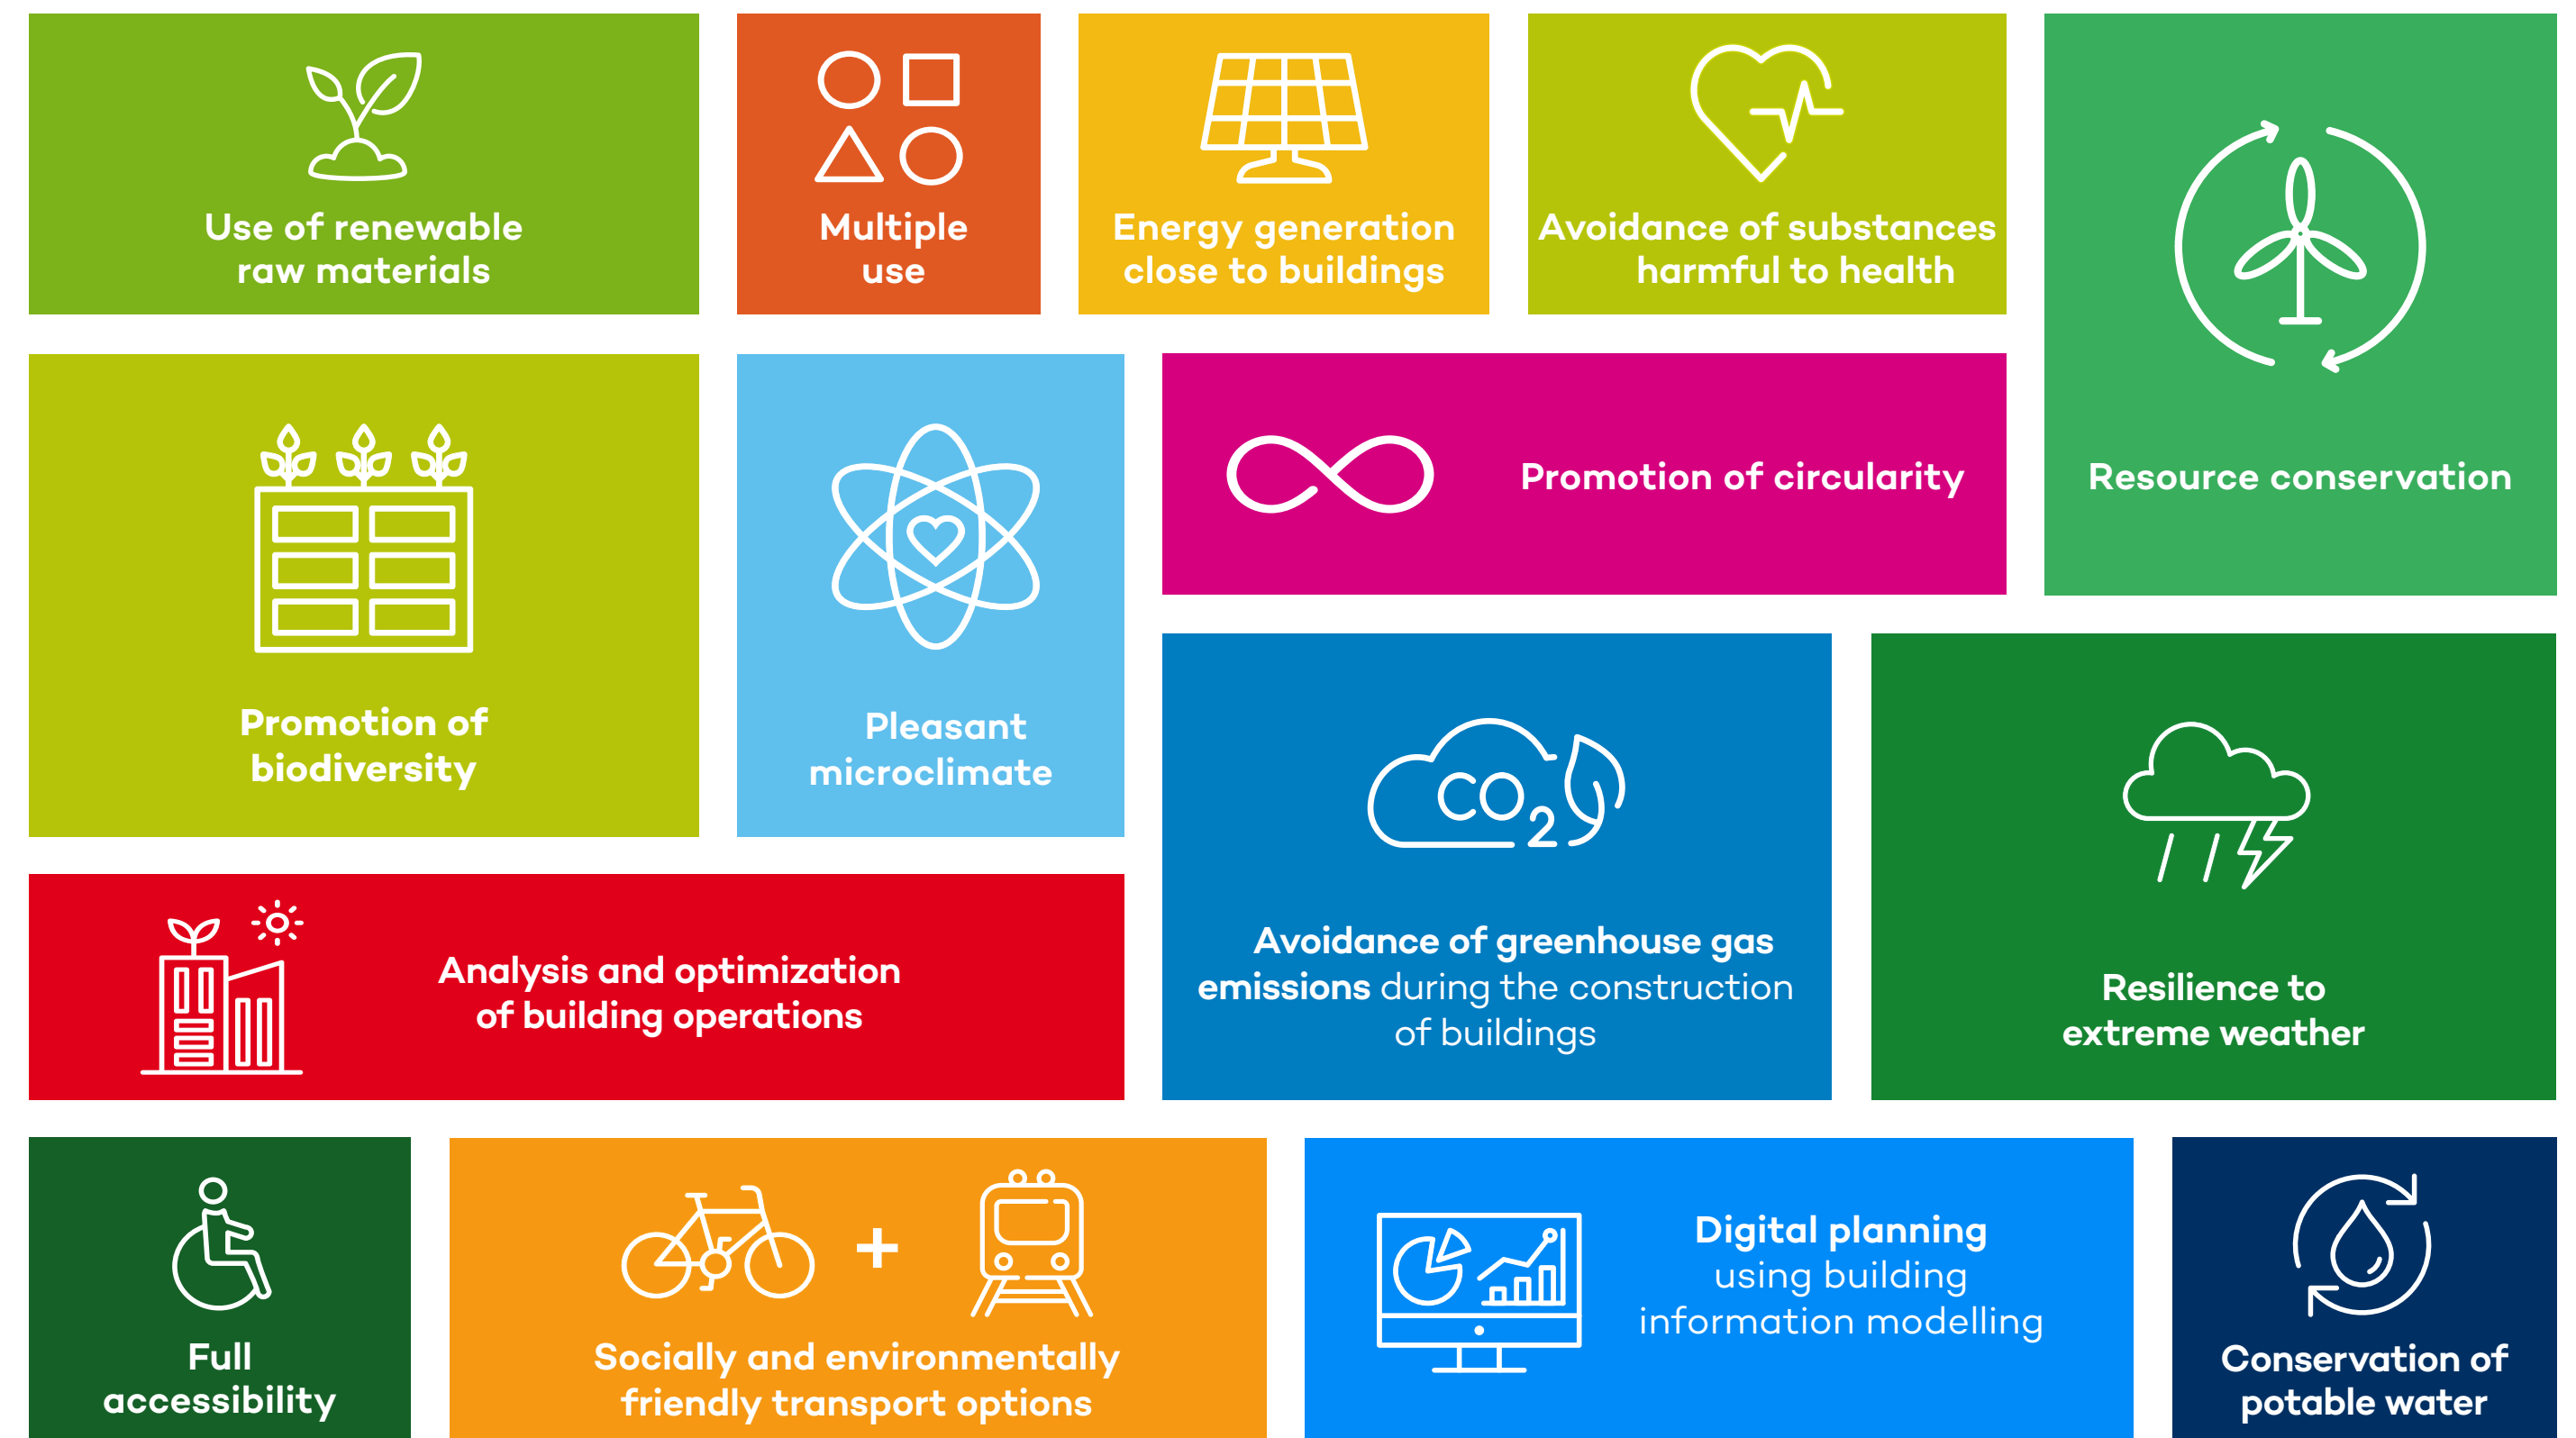 Use of renewable
raw materials
Multiple
use
Energy generation
close to buildings
Avoidance of substances
harmful to health
Resource conservation
Promotion of
biodiversity
Pleasant
microclimate
Promotion of circularity
CO2
Avoidance of greenhouse gas
emissions during the construction
of buildings
Resilience to
extreme weather
Analysis and optimization
of building operations
Full
accessibility
+
Socially and environmentally
friendly transport options
Digital planning
using building
information modelling
Conservation of
potable water